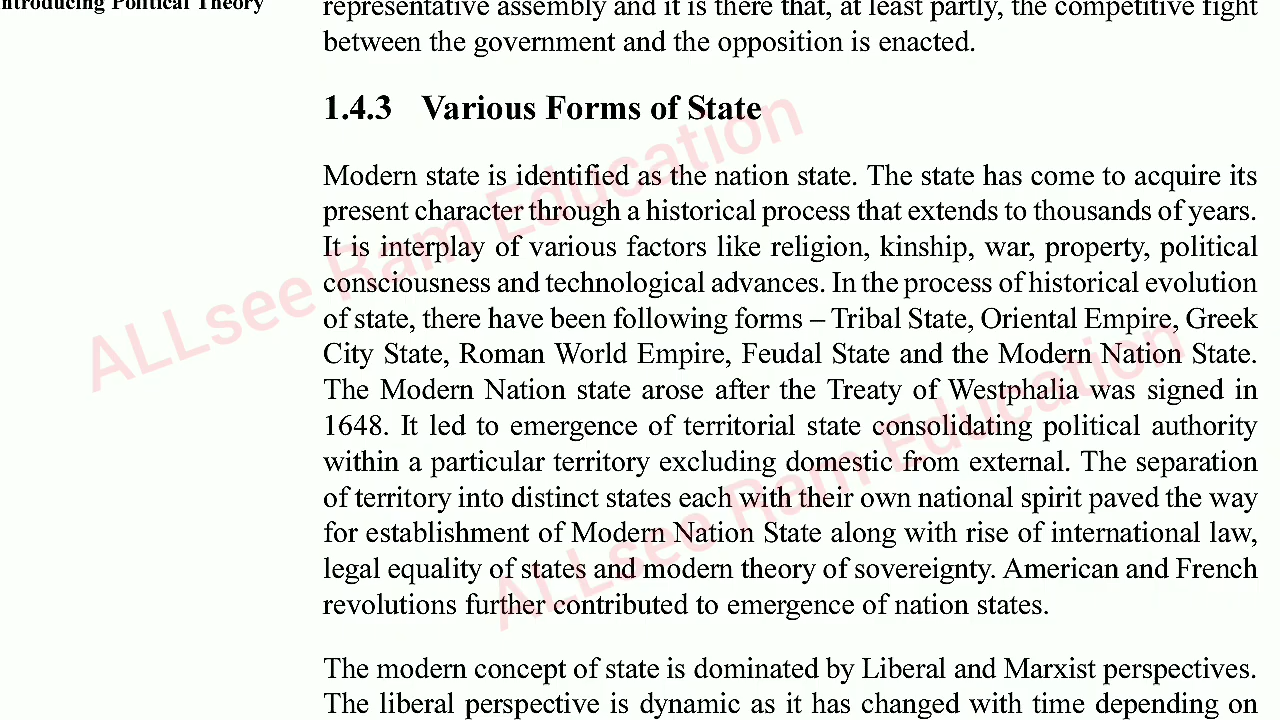 ntroducing Political Theory
representative assembly and it is there that, at least partly, the competitive fight
between the government and the opposition is enacted.
1.4.3 Various Forms of State
Modern state is identified as the nation state. The state has come to acquire its
present character through a historical process that extends to thousands of years.
It is interplay of various factors like religion, kinship, war, property, political
consciousness and technological advances. In the process of historical evolution
of state, there have been following forms – Tribal State, Oriental Empire, Greek
City State, Roman World Empire, Feudal State and the Modern Nation State.
The Modern Nation state arose after the Treaty of Westphalia was signed in
1648. It led to emergence of territorial state consolidating political authority
within a particular territory excluding domestic from external. The separation
of territory into distinct states each with their own national spirit paved the way
for establishment of Modern Nation State along with rise of international law,
legal equality of states and modern theory of sovereignty. American and French
revolutions further contributed to emergence of nation states.
The modern concept of state is dominated by Liberal and Marxist perspectives.
The liberal perspective is dynamic as it has changed with time depending on
ALLsee Ram Education
ALLsee Ram Education